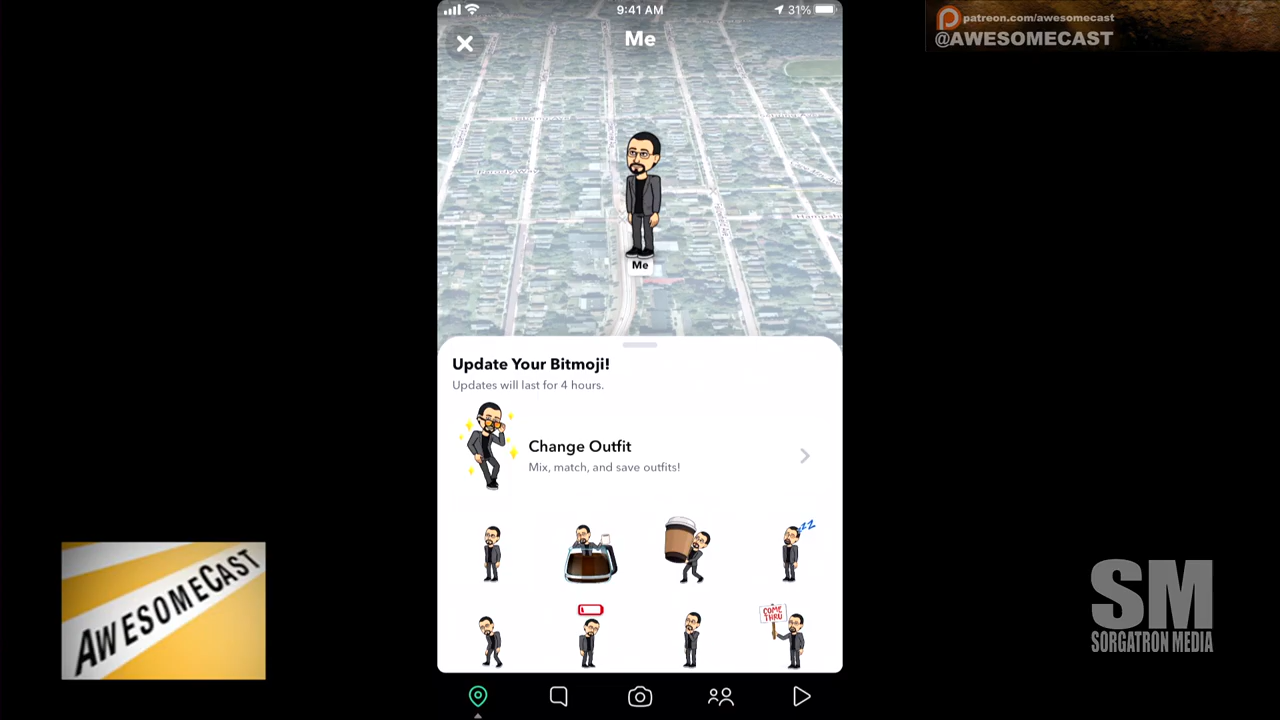 9:41 AM
31%
Me
Me
Update Your Bitmoji!
Updates will last for 4 hours.
Change Outfit
Mix, match, and save outfits!
ZZ
COME
THRU
patreon.com/awesomecast
@AWESOMECAST
AWESOMECAST
SM
SORGATRON MEDIA